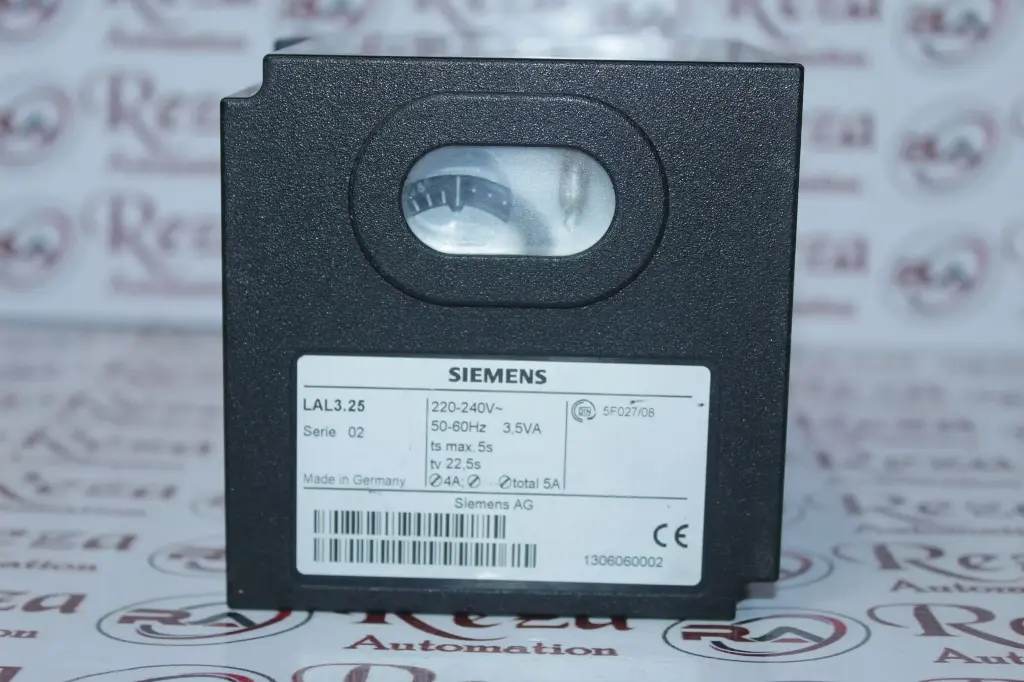 SIEMENS
LAL3.25
Serie 02
Made in Germany
220-240V~
50-60Hz 3,5VA
ts max. 5s
tv 22,5s
4A; total 5A
5F027/08
Siemens AG
1306060002
CE
Reza
Automation
RA